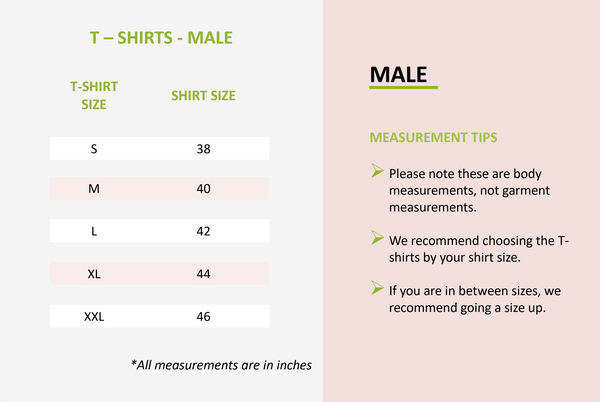 T – SHIRTS - MALE
T-SHIRT
SIZE
SHIRT SIZE
S 38
M 40
L 42
XL 44
XXL 46
*All measurements are in inches
MALE
MEASUREMENT TIPS
Please note these are body
measurements, not garment
measurements.
We recommend choosing the T-
shirts by your shirt size.
If you are in between sizes, we
recommend going a size up.